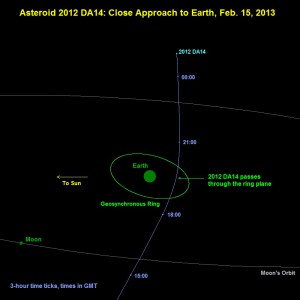 Asteroid 2012 DA14: Close Approach to Earth, Feb. 15, 2013
2012 DA14
00:00
21:00
Earth
2012 DA14 passes
through the ring plane
To Sun
Geosynchronous Ring
18:00
Moon
15:00
Moon's Orbit
3-hour time ticks, times in GMT